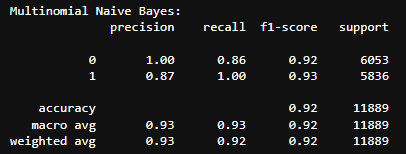 Multinomial Naive Bayes:
precision recall f1-score support
0 1.00 0.86 0.92 6053
1 0.87 1.00 0.93 5836
accuracy 0.92 11889
macro avg 0.93 0.93 0.92 11889
weighted avg 0.93 0.92 0.92 11889